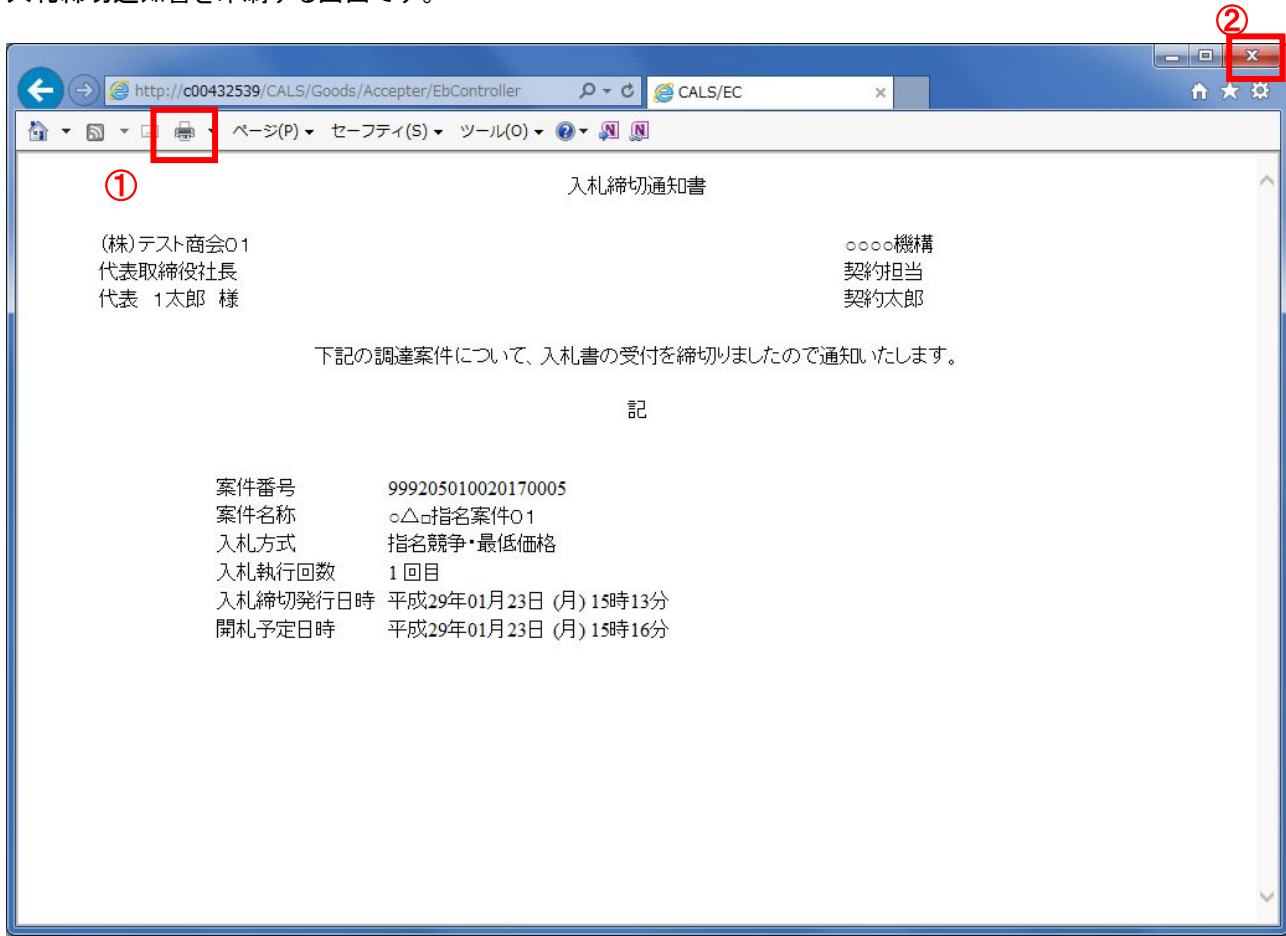 ②
http://c00432539/CALS/Goods/Accepter/EbController CALS/EC
ページ(P) セーフティ(S) ツール(O)
①
入札締切通知書
(株)テスト商会01 ○○○○機構
代表取締役社長 契約担当
代表 1太郎 様 契約太郎
下記の調達案件について、入札書の受付を締切りましたので通知いたします。
記
案件番号 999205010020170005
案件名称 ○△□指名案件01
入札方式 指名競争・最低価格
入札執行回数 1回目
入札締切発行日時 平成29年01月23日 (月) 15時13分
開札予定日時 平成29年01月23日 (月) 15時16分